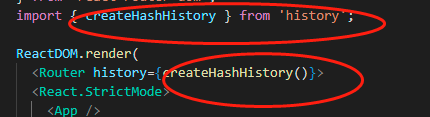 import { createHashHistory } from 'history';
ReactDOM.render(
<Router history={createHashHistory()}>
<React.StrictMode>
<App />